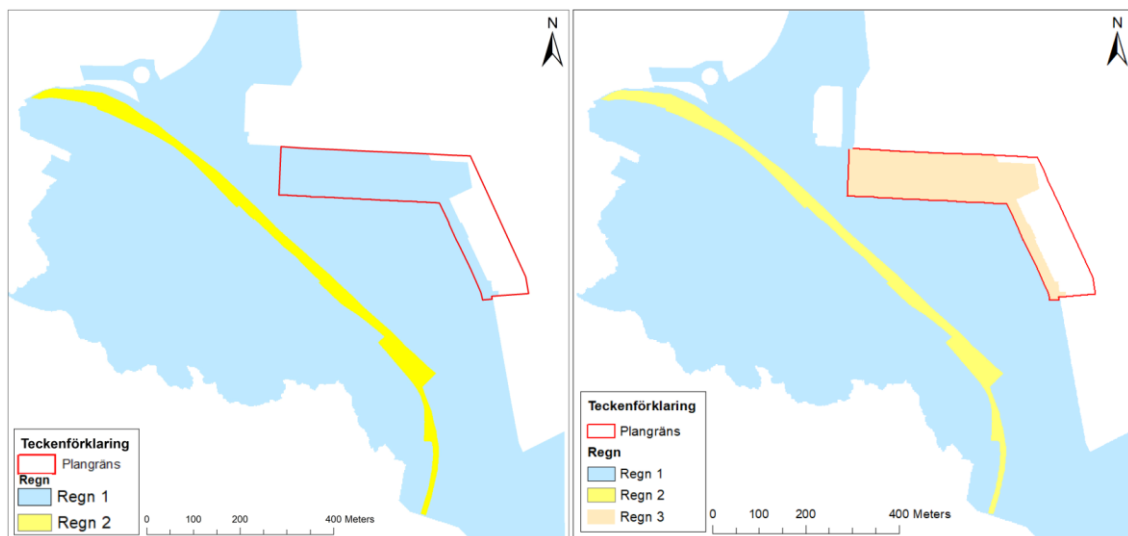 N
Teckenförklaring
Plangräns
Regn
Regn 1
Regn 2
0 100 200 400 Meters
N
Teckenförklaring
Plangräns
Regn
Regn 1
Regn 2
Regn 3
0 100 200 400 Meters